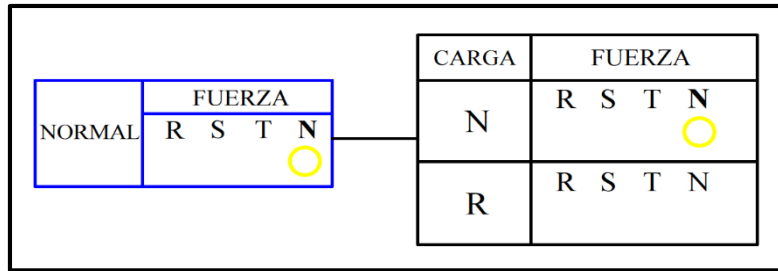 FUERZA
NORMAL
R S T N
CARGA FUERZA
N
R S T N
R
R S T N